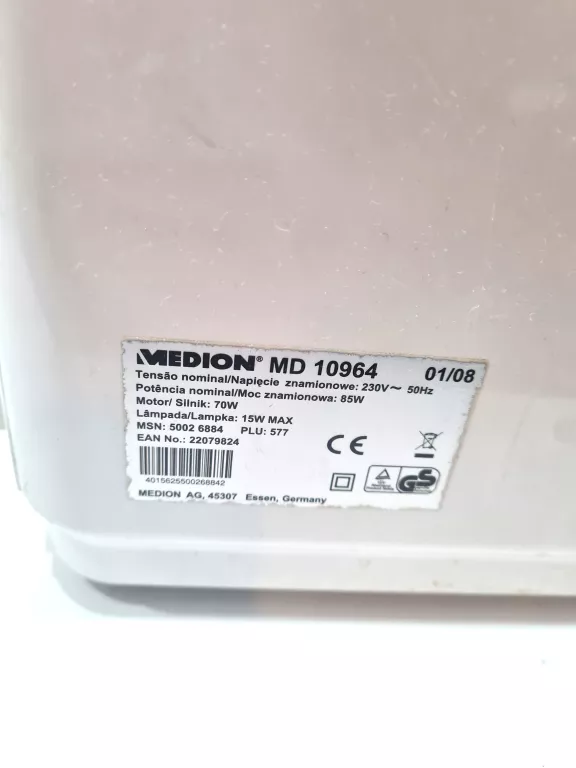 MEDION® MD 10964 01/08
Tensão nominal/Napięcie znamionowe: 230V~ 50Hz
Potência nominal/Moc znamionowa: 85W
Motor/ Silnik: 70W
Lâmpada/Lampka: 15W MAX
MSN: 5002 6884 PLU: 577
EAN No.: 22079824
CE
4015625500268842
GS
MEDION AG, 45307 Essen, Germany